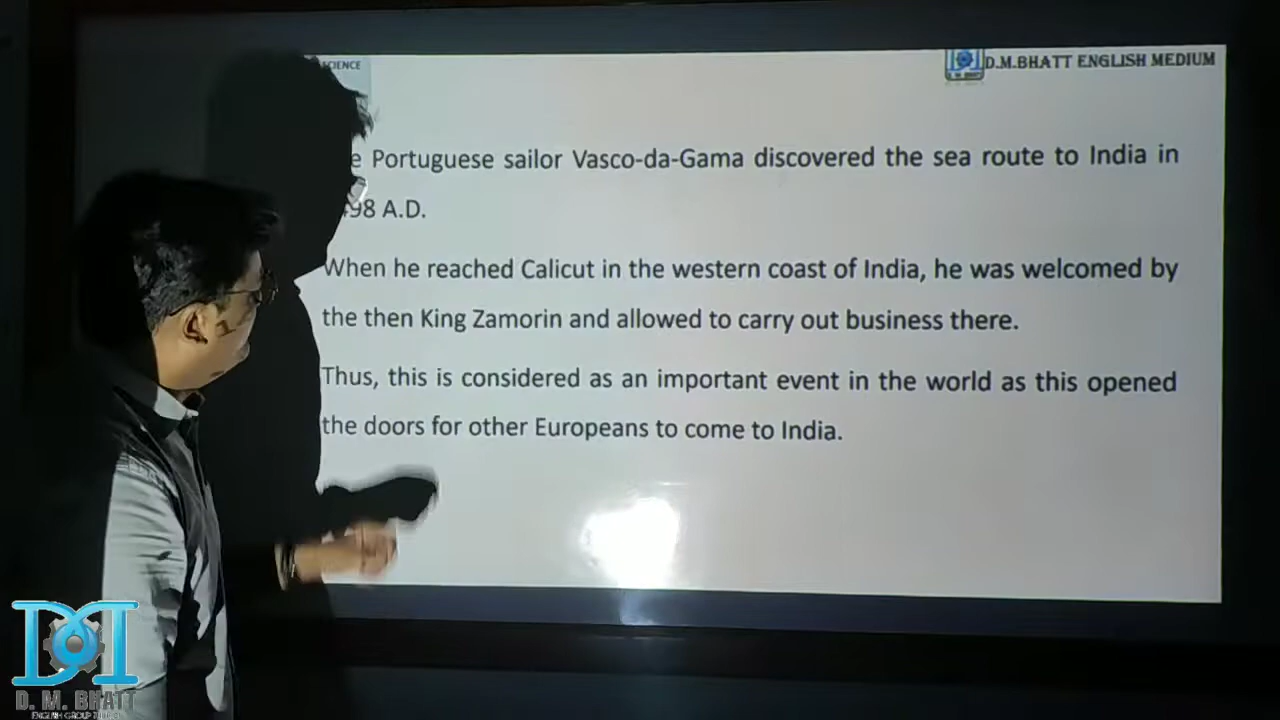 SCIENCE
D.M.BHATT ENGLISH MEDIUM
Portuguese sailor Vasco-da-Gama discovered the sea route to India in
98 A.D.
When he reached Calicut in the western coast of India, he was welcomed by
the then King Zamorin and allowed to carry out business there.
Thus, this is considered as an important event in the world as this opened
the doors for other Europeans to come to India.
D. M. BHATT